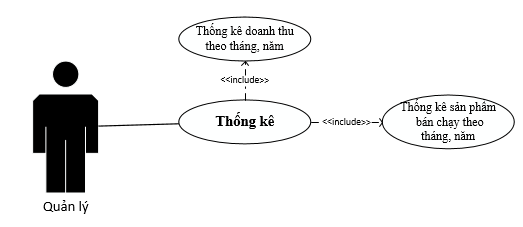 Thống kê doanh thu
theo tháng, năm
<<include>>
Thống kê
<<include>>
Thống kê sản phẩm
bán chạy theo
tháng, năm
Quản lý